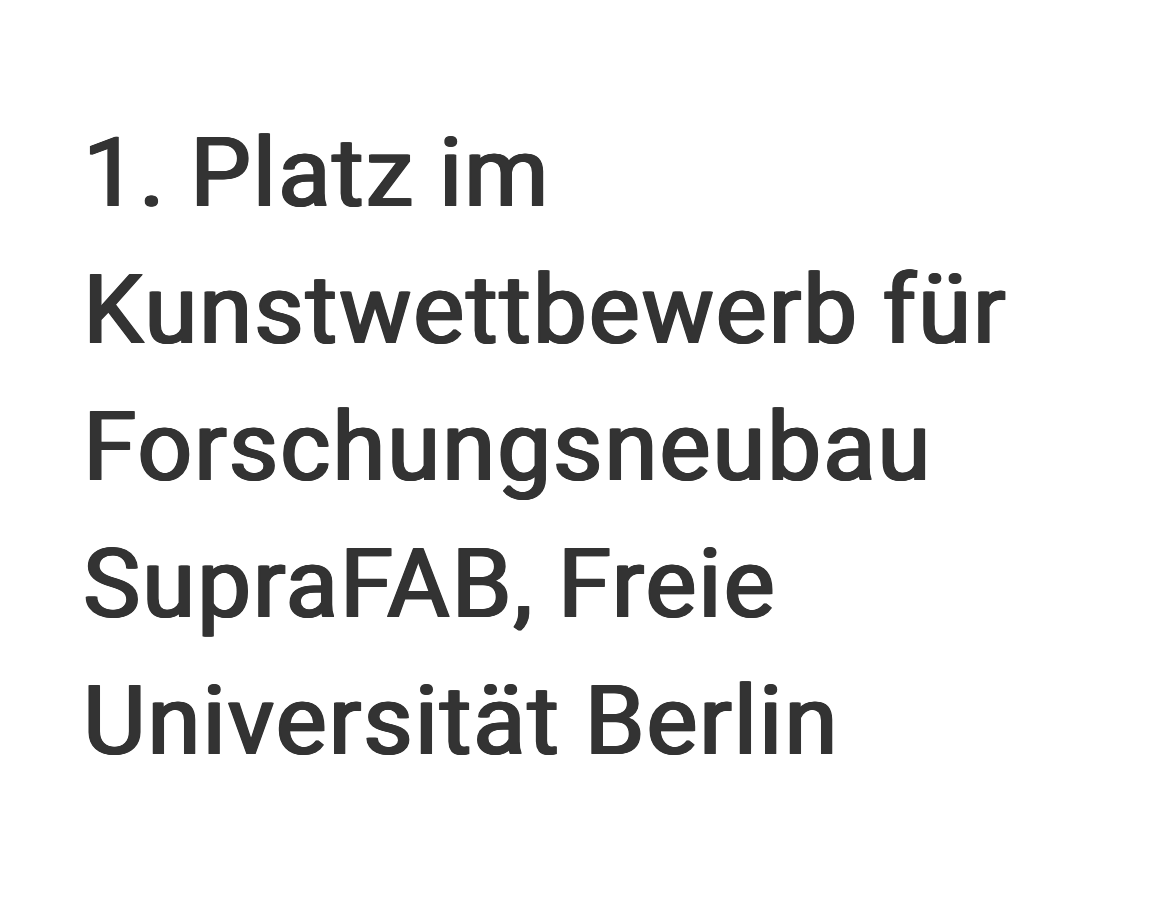 1. Platz im
Kunstwettbewerb für
Forschungsneubau
SupraFAB, Freie
Universität Berlin